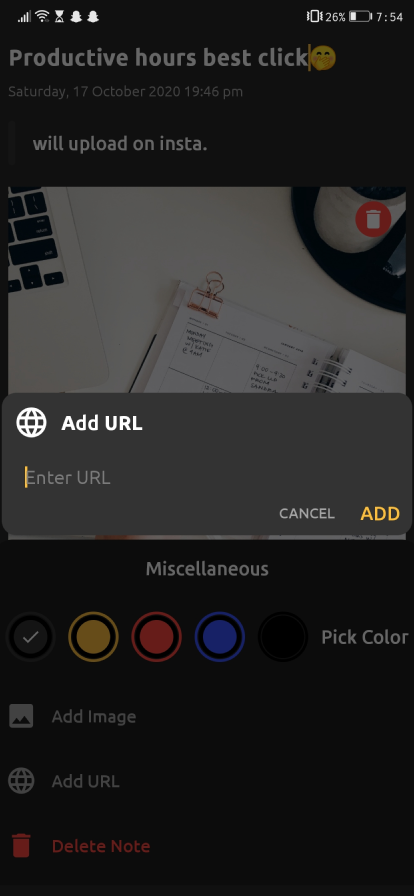 26% 7:54
Productive hours best click🤭
Saturday, 17 October 2020 19:46 pm
will upload on insta.
Add URL
Enter URL
CANCEL ADD
Miscellaneous
Pick Color
Add Image
Add URL
Delete Note